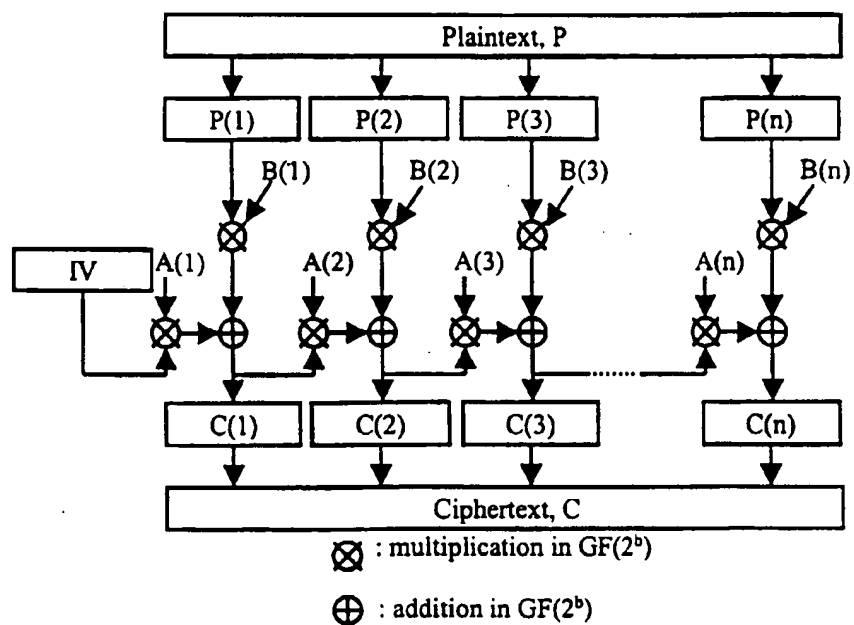 Plaintext, P
P(1) P(2) P(3) P(n)
B(1) B(2) B(3) B(n)
IV A(1) A(2) A(3) A(n)
C(1) C(2) C(3) C(n)
Ciphertext, C
: multiplication in GF(2ᵇ)
: addition in GF(2ᵇ)